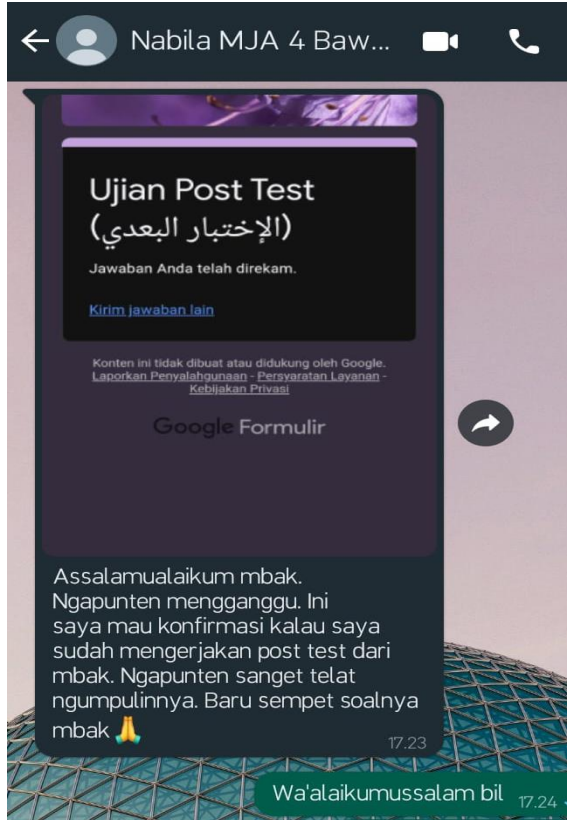 Nabila MJA 4 Baw...
Ujian Post Test
(الإختبار البعدي)
Jawaban Anda telah direkam.
Kirim jawaban lain
Konten ini tidak dibuat atau didukung oleh Google.
Laporkan Penyalahgunaan - Persyaratan Layanan -
Kebijakan Privasi
Google Formulir
Assalamualaikum mbak.
Ngapunten mengganggu. Ini
saya mau konfirmasi kalau saya
sudah mengerjakan post test dari
mbak. Ngapunten sanget telat
ngumpulinnya. Baru sempet soalnya
mbak 🙏
17.23
Wa'alaikumussalam bil 17.24